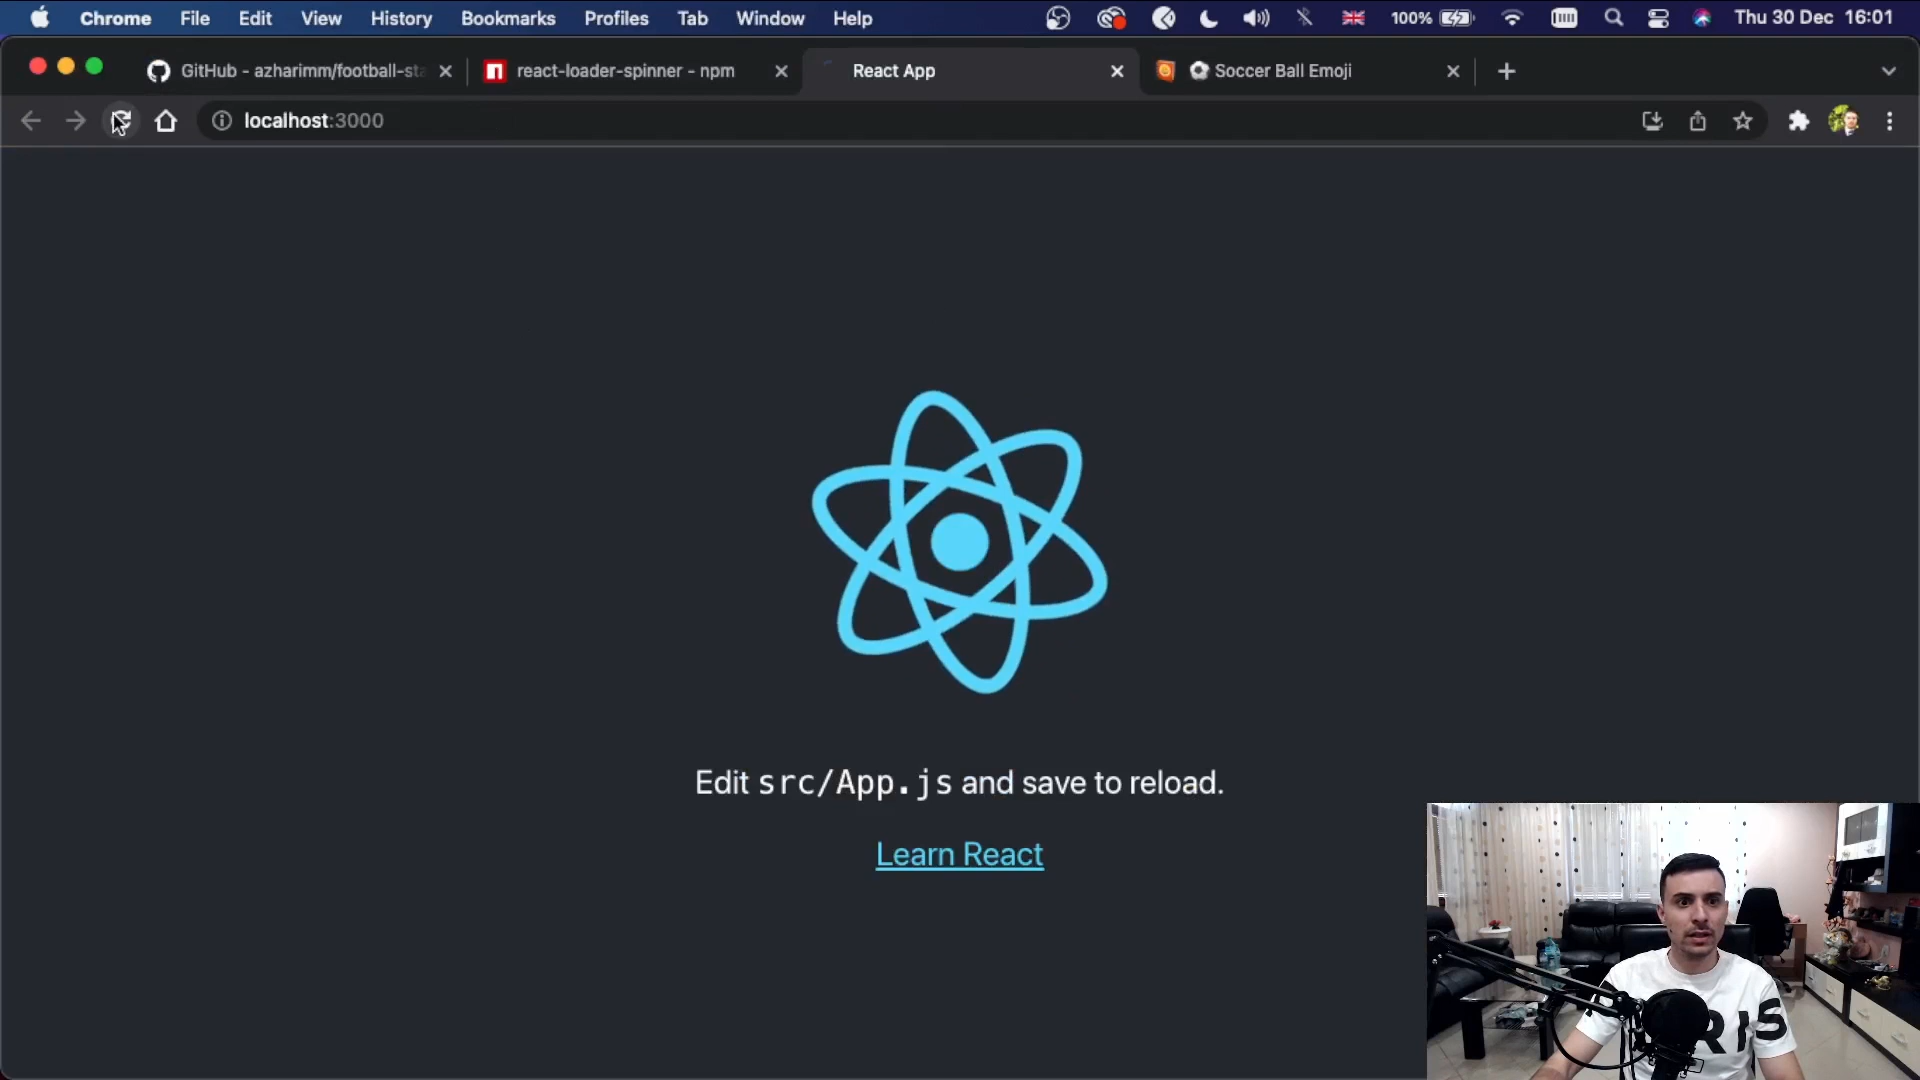 Chrome File Edit View History Bookmarks Profiles Tab Window Help 100% Thu 30 Dec 16:01
GitHub - azharimm/football-sta react-loader-spinner - npm React App Soccer Ball Emoji
localhost:3000
Edit src/App.js and save to reload.
Learn React
RIS